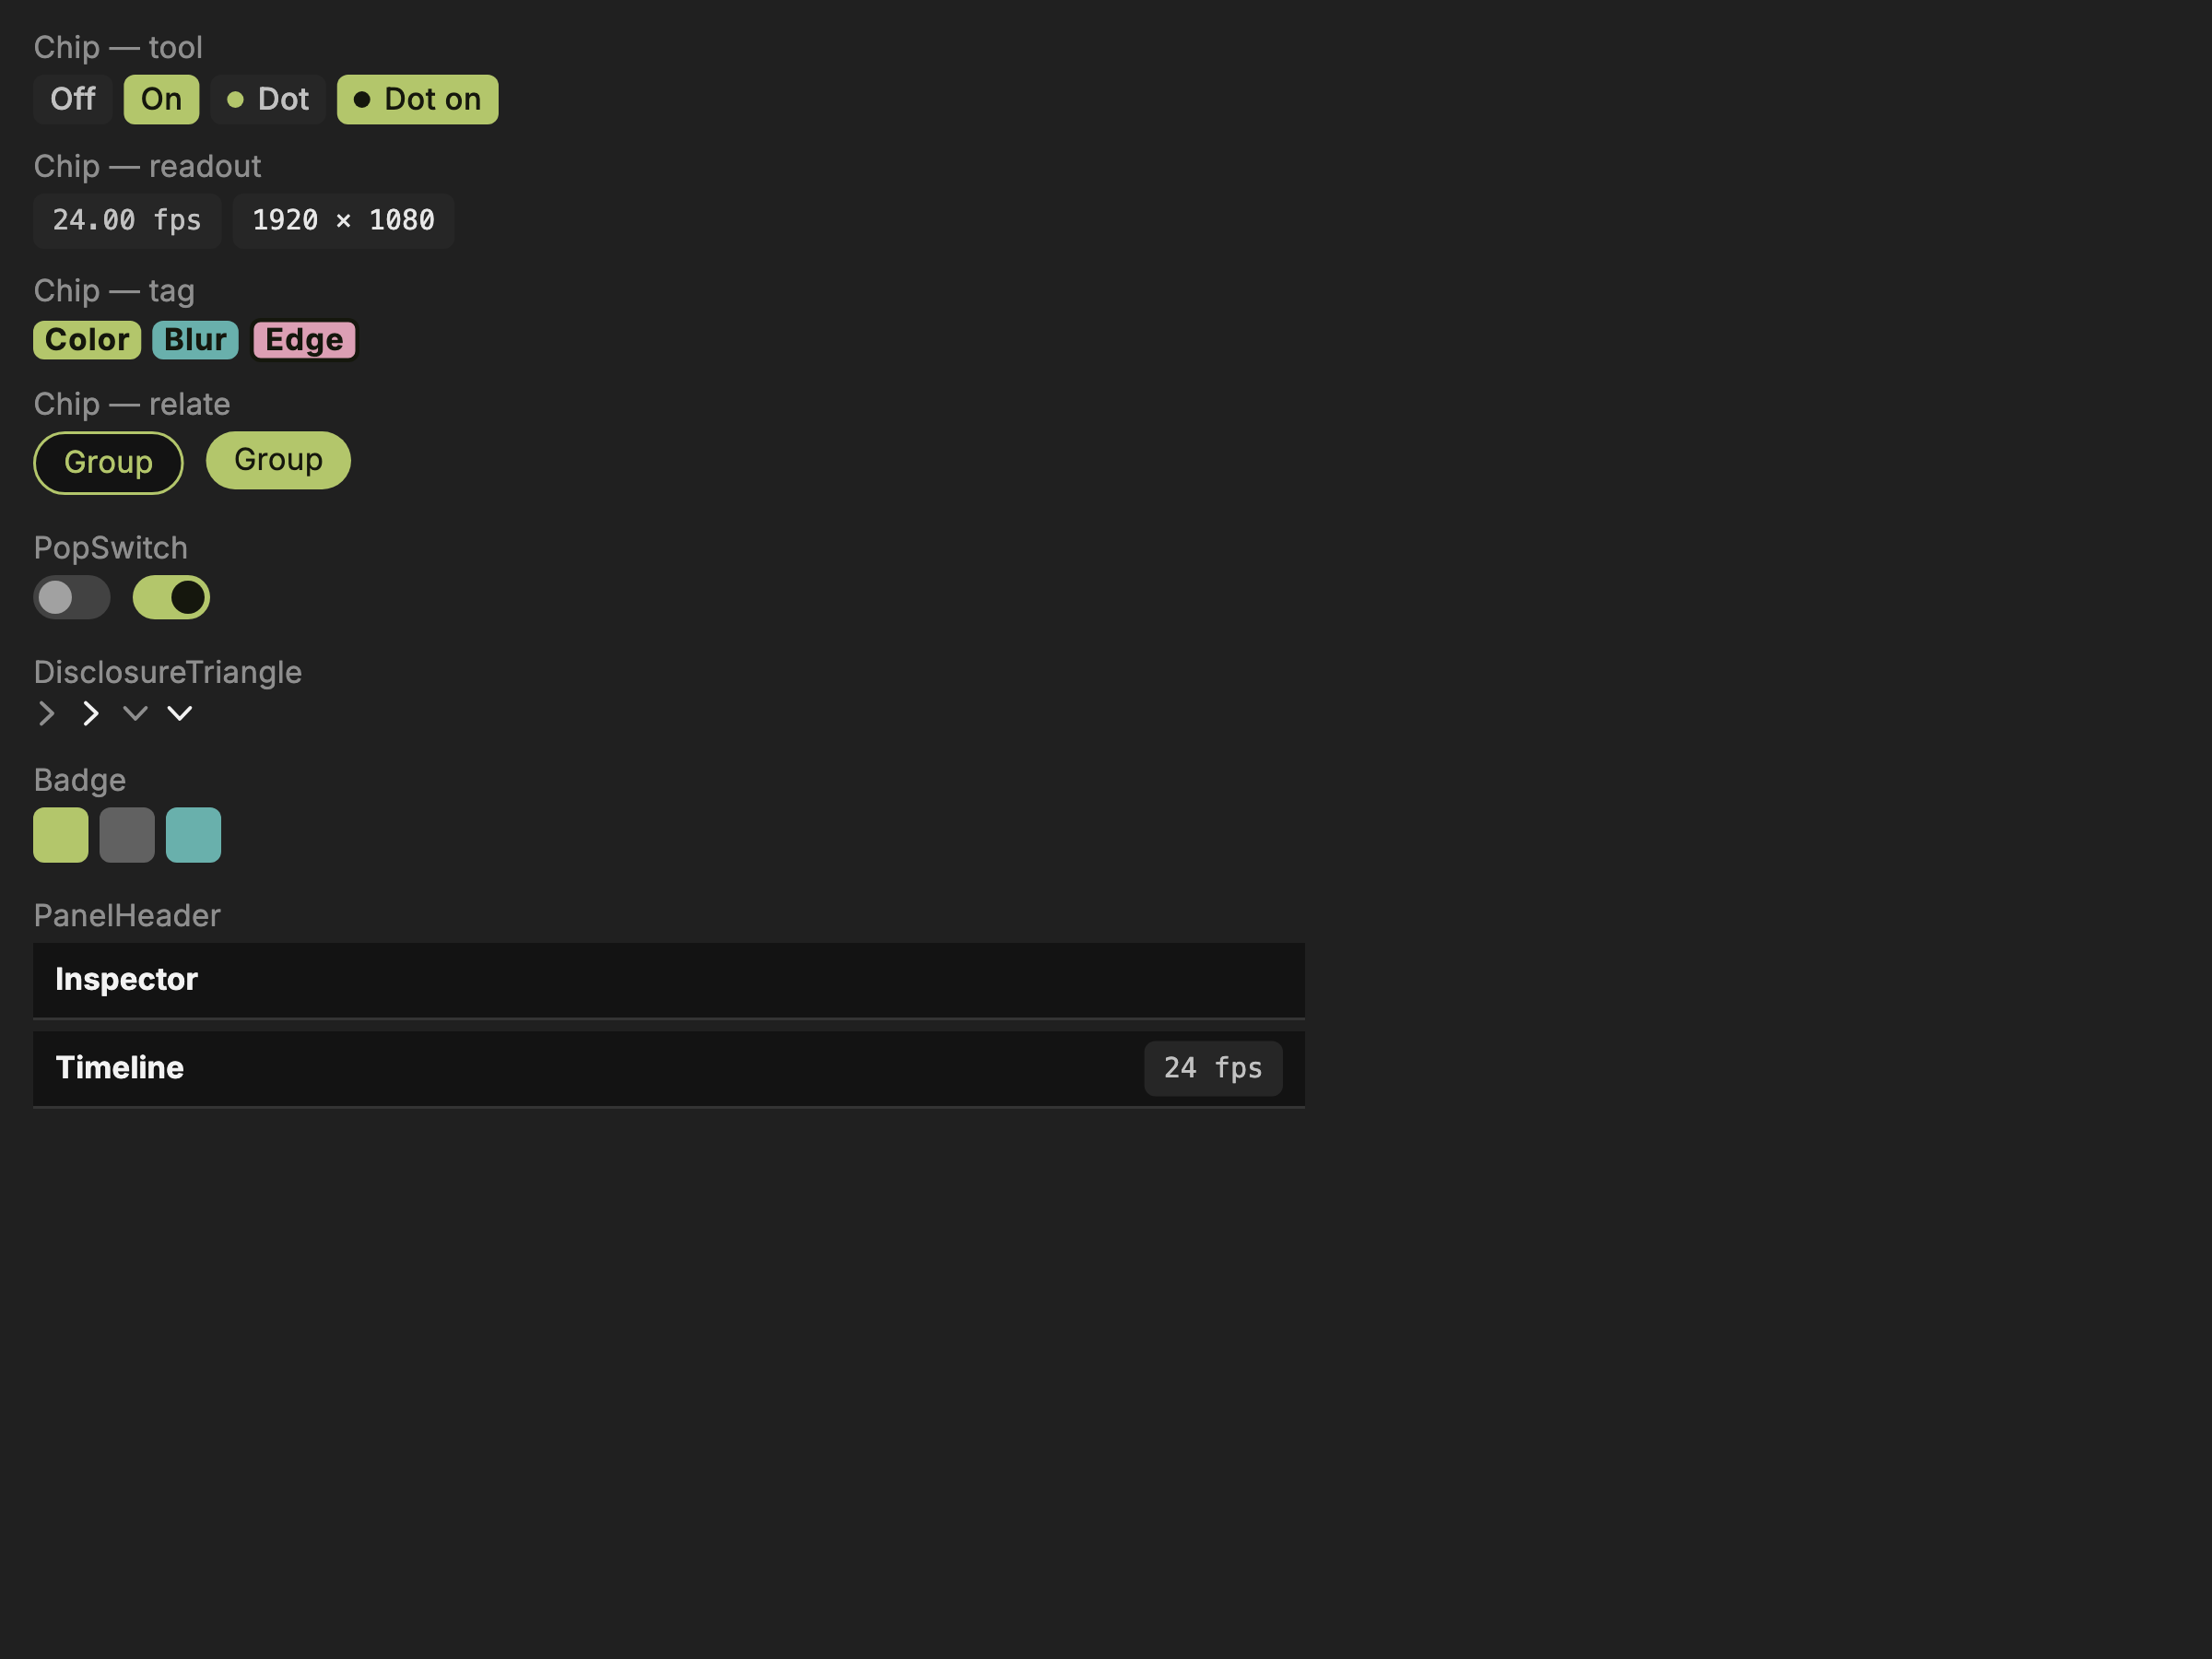 Chip — tool
Off On Dot Dot on
Chip — readout
24.00 fps 1920 × 1080
Chip — tag
Color Blur Edge
Chip — relate
Group Group
PopSwitch
DisclosureTriangle
Badge
PanelHeader
Inspector
Timeline 24 fps